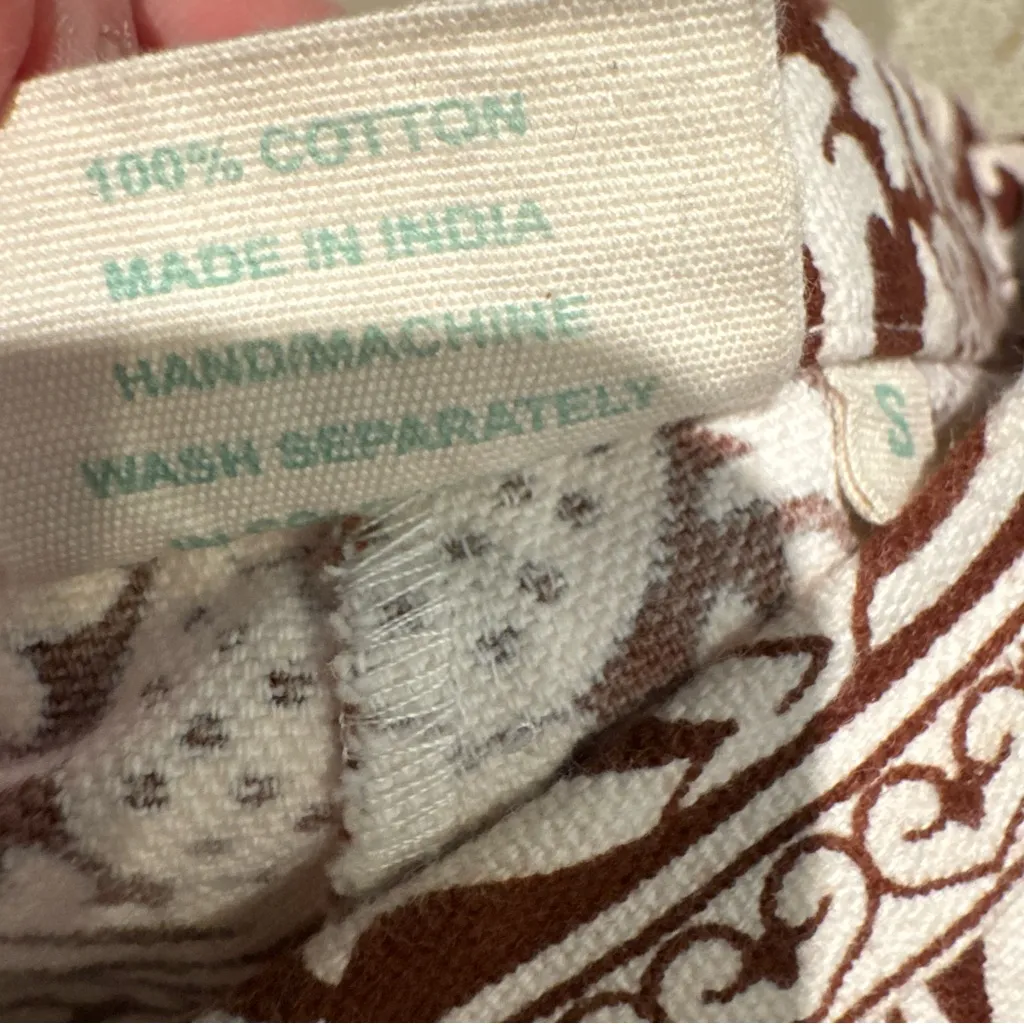 100% COTTON
MADE IN INDIA
HAND/MACHINE
WASH SEPARATELY
S